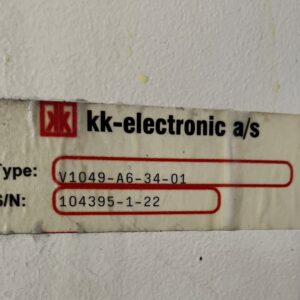 kk-electronic a/s
Type: V1049-A6-34-01
S/N: 104395-1-22